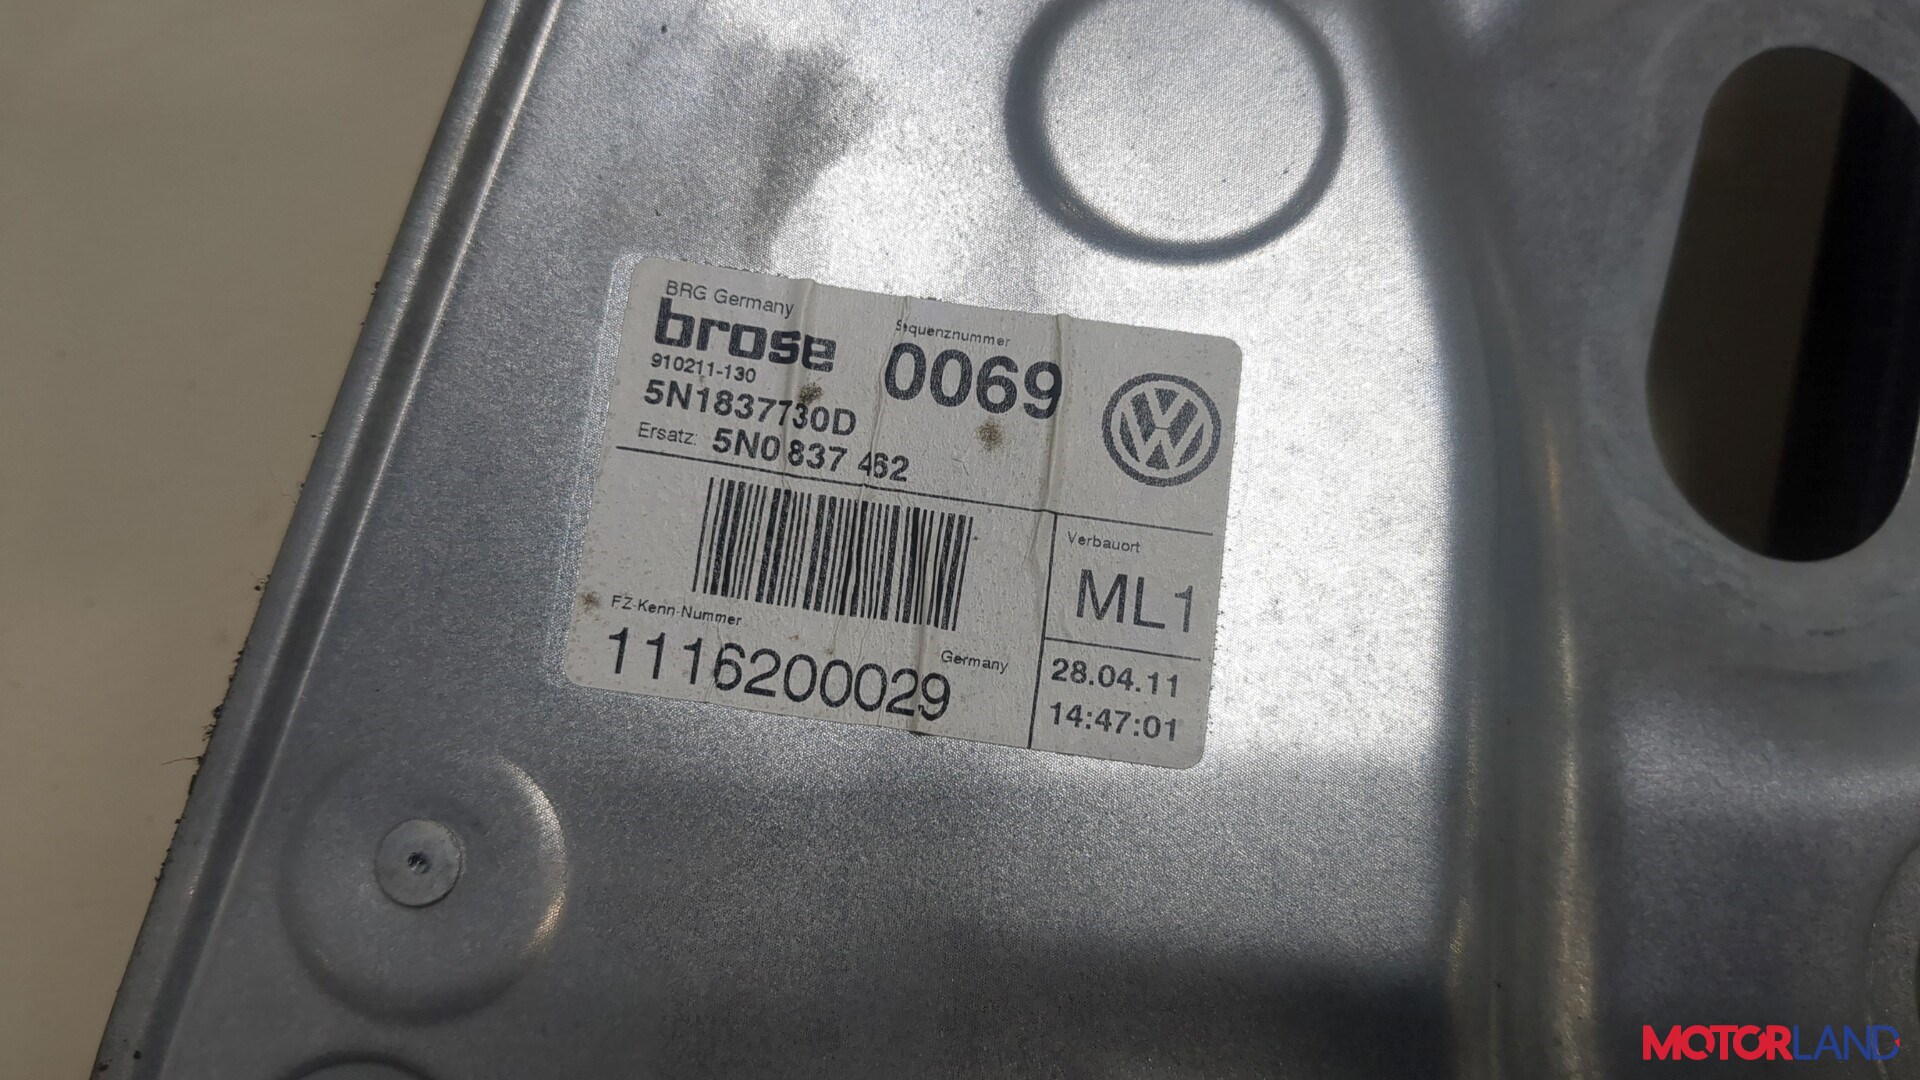 BRG Germany
brose
910211-130
5N1837730D
Ersatz: 5N0 837 462
Sequenznummer
0069
FZ-Kenn-Nummer
1116200029
Germany
Verbauort
ML1
28.04.11
14:47:01
MOTORLAND